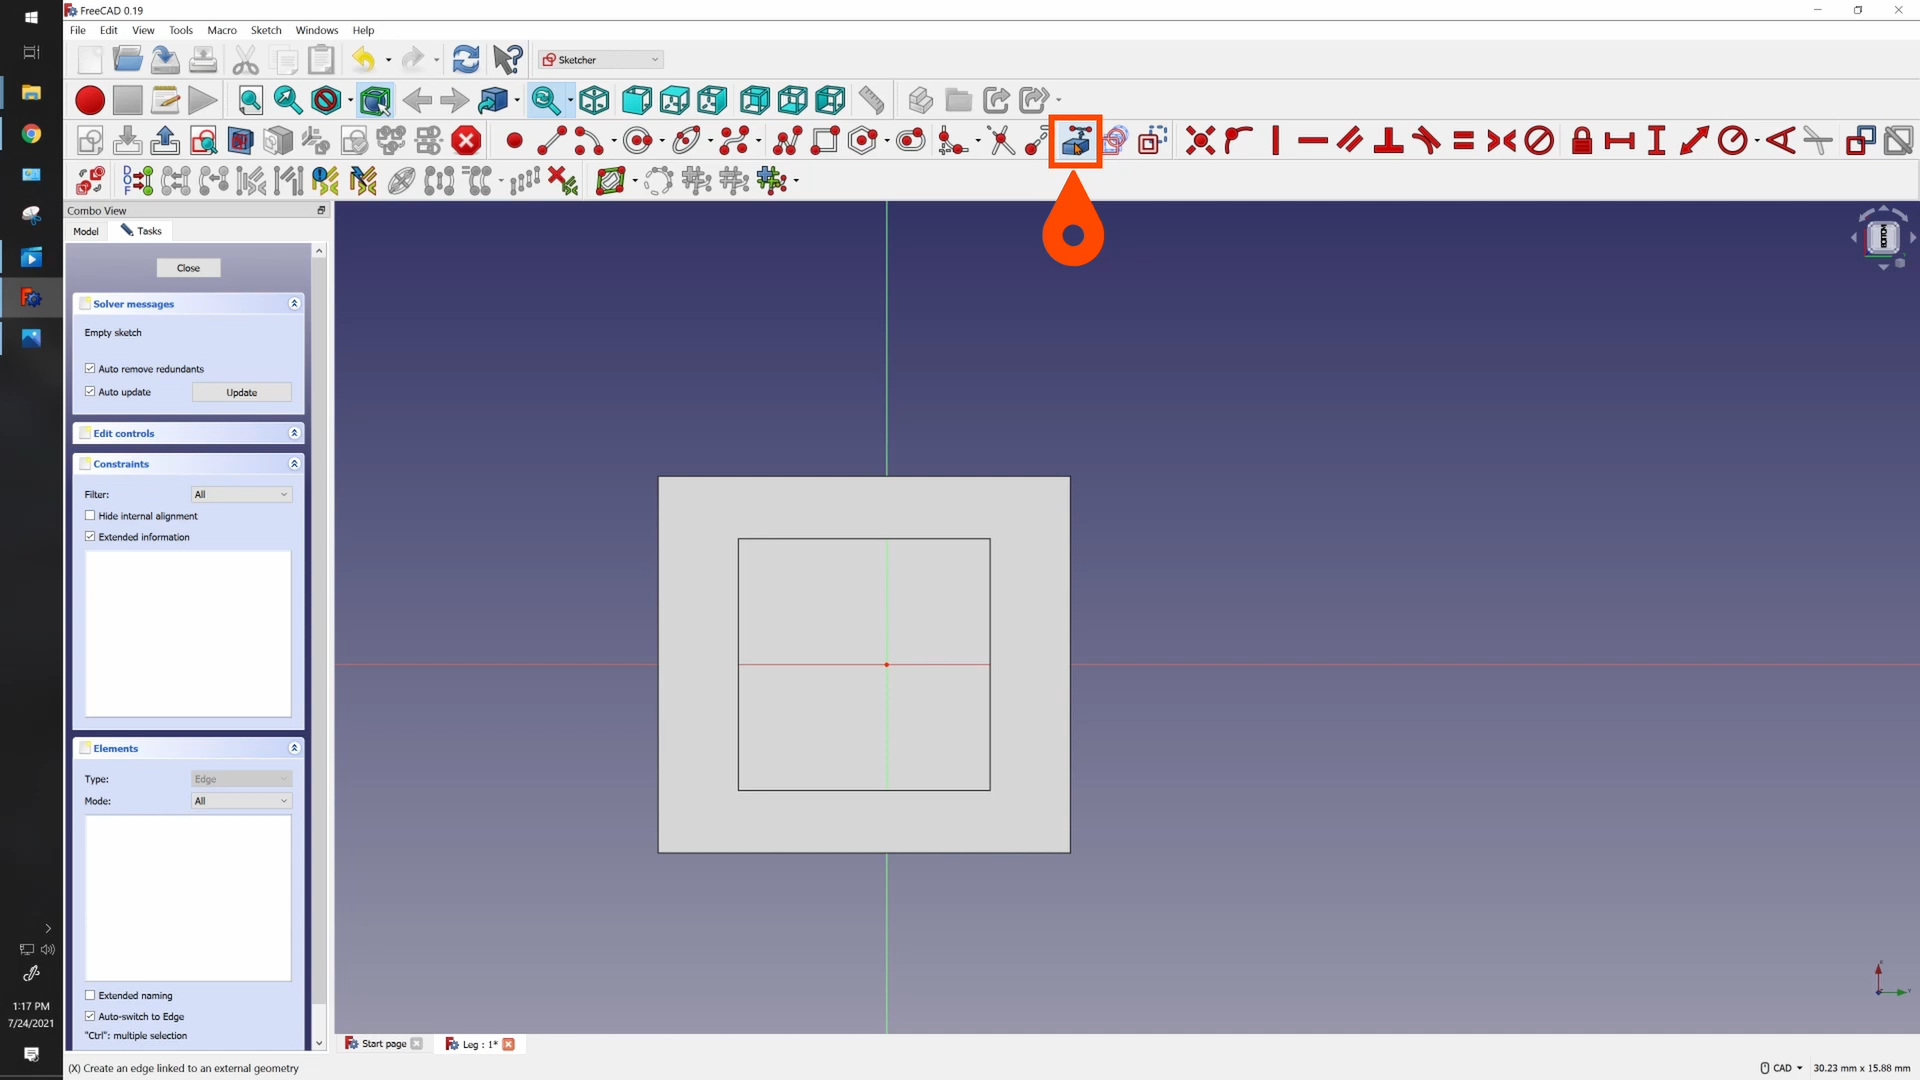 FreeCAD 0.19
File Edit View Tools Macro Sketch Windows Help
Sketcher
Combo View
Model Tasks
Close
Solver messages
Empty sketch
Auto remove redundants
Auto update Update
Edit controls
Constraints
Filter: All
Hide internal alignment
Extended information
Elements
Type: Edge
Mode: All
Extended naming
Auto-switch to Edge
"Ctrl": multiple selection
BOTTOM
1:17 PM
7/24/2021
Start page Leg : 1*
(X) Create an edge linked to an external geometry
CAD 30.23 mm x 15.88 mm